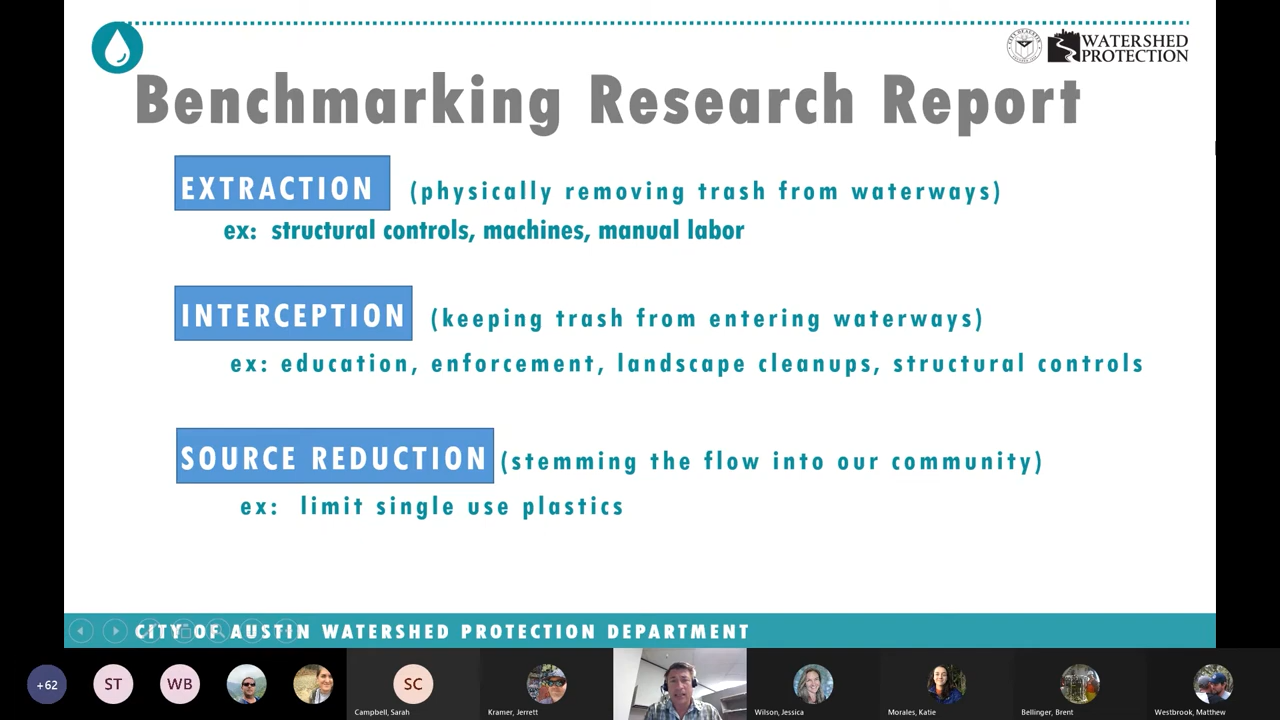 WATERSHED
PROTECTION
Benchmarking Research Report
EXTRACTION (physically removing trash from waterways)
ex: structural controls, machines, manual labor
INTERCEPTION (keeping trash from entering waterways)
ex: education, enforcement, landscape cleanups, structural controls
SOURCE REDUCTION (stemming the flow into our community)
ex: limit single use plastics
CITY OF AUSTIN WATERSHED PROTECTION DEPARTMENT
+62 ST WB SC
Campbell, Sarah Kramer, Jerrett Wilson, Jessica Morales, Katie Bellinger, Brent Westbrook, Matthew